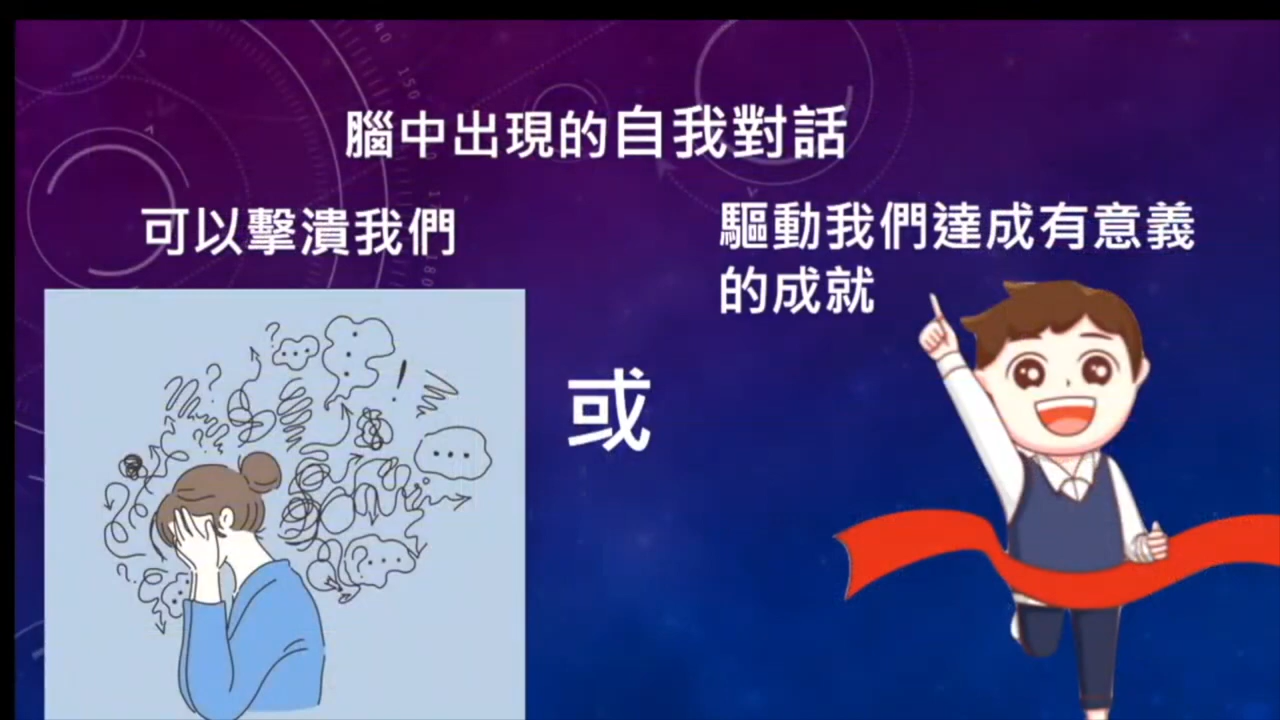 腦中出現的自我對話
可以擊潰我們
驅動我們達成有意義
的成就
或